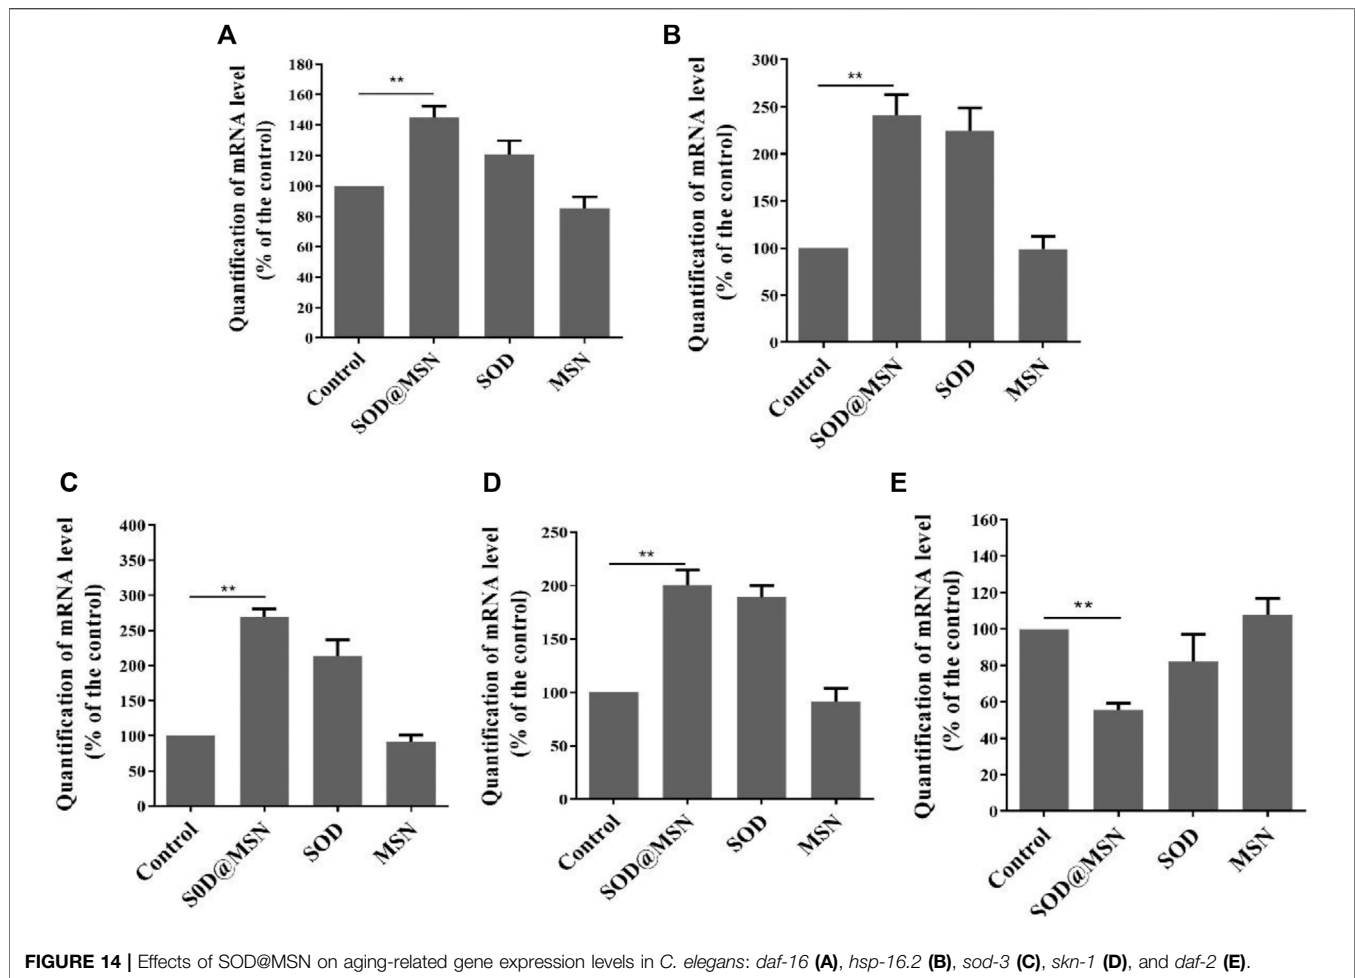 A
Quantification of mRNA level
(% of the control)
180
160
140
120
100
80
60
40
20
0
**
Control
SOD@MSN
SOD
MSN
B
Quantification of mRNA level
(% of the control)
300
250
200
150
100
50
0
**
Control
SOD@MSN
SOD
MSN
C
Quantification of mRNA level
(% of the control)
400
350
300
250
200
150
100
50
0
**
Control
S0D@MSN
SOD
MSN
D
Quantification of mRNA level
(% of the control)
250
200
150
100
50
0
**
Control
SOD@MSN
SOD
MSN
E
Quantification of mRNA level
(% of the control)
160
140
120
100
80
60
40
20
0
**
Control
SOD@MSN
SOD
MSN
FIGURE 14 | Effects of SOD@MSN on aging-related gene expression levels in C. elegans: daf-16 (A), hsp-16.2 (B), sod-3 (C), skn-1 (D), and daf-2 (E).